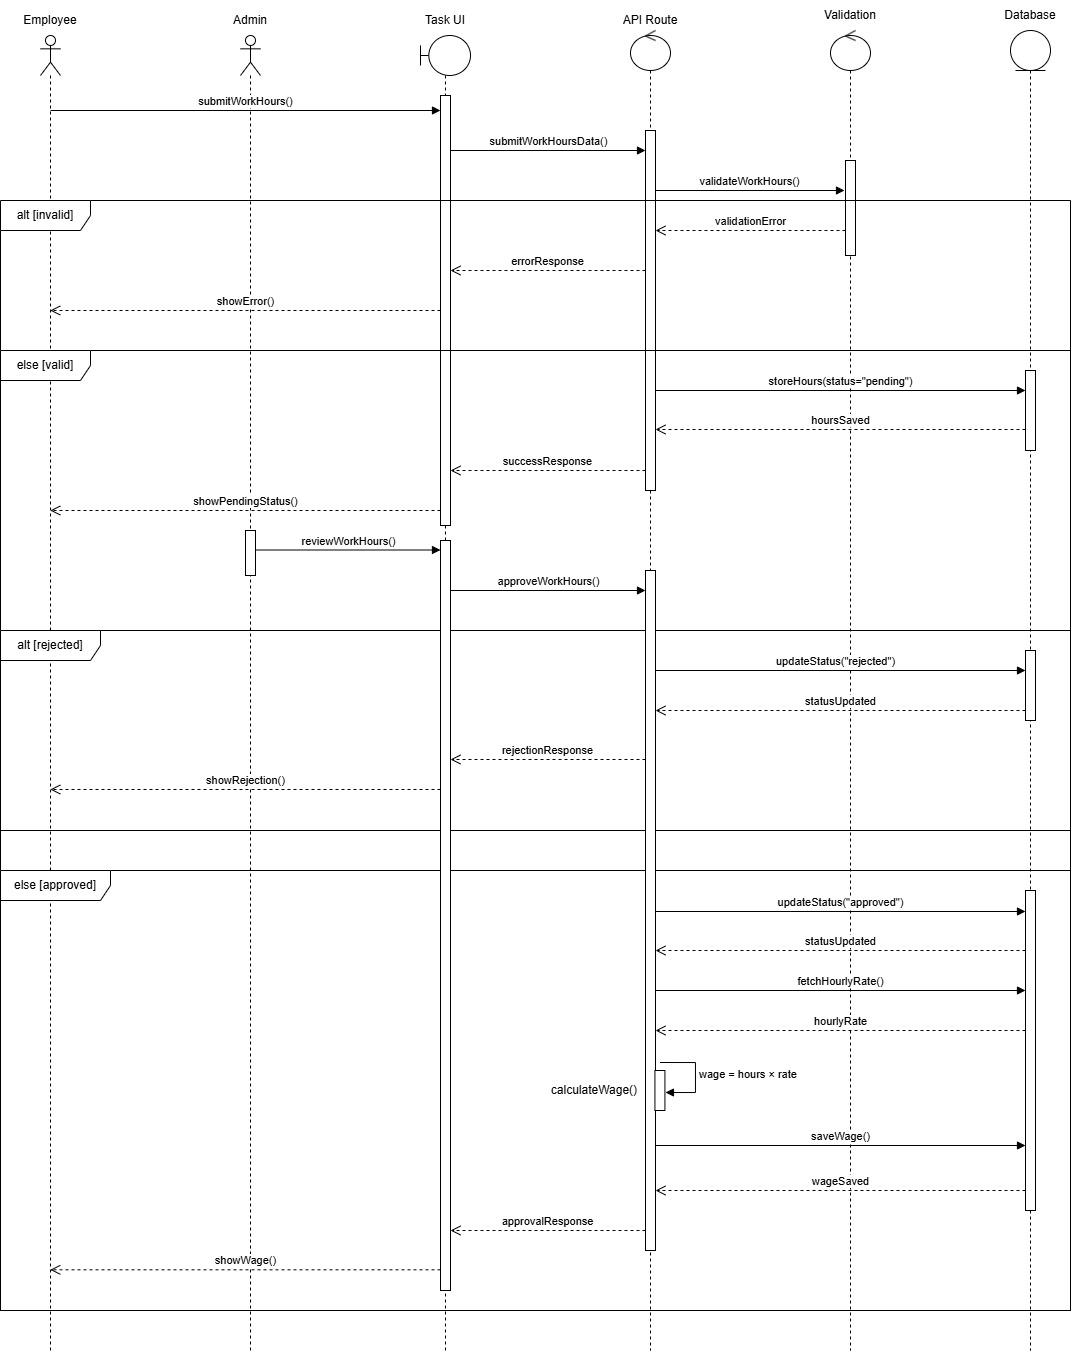 Employee
Admin
Task UI
API Route
Validation
Database
submitWorkHours()
submitWorkHoursData()
validateWorkHours()
alt [invalid]
validationError
errorResponse
showError()
else [valid]
storeHours(status="pending")
hoursSaved
successResponse
showPendingStatus()
reviewWorkHours()
approveWorkHours()
alt [rejected]
updateStatus("rejected")
statusUpdated
rejectionResponse
showRejection()
else [approved]
updateStatus("approved")
statusUpdated
fetchHourlyRate()
hourlyRate
wage = hours × rate
calculateWage()
saveWage()
wageSaved
approvalResponse
showWage()